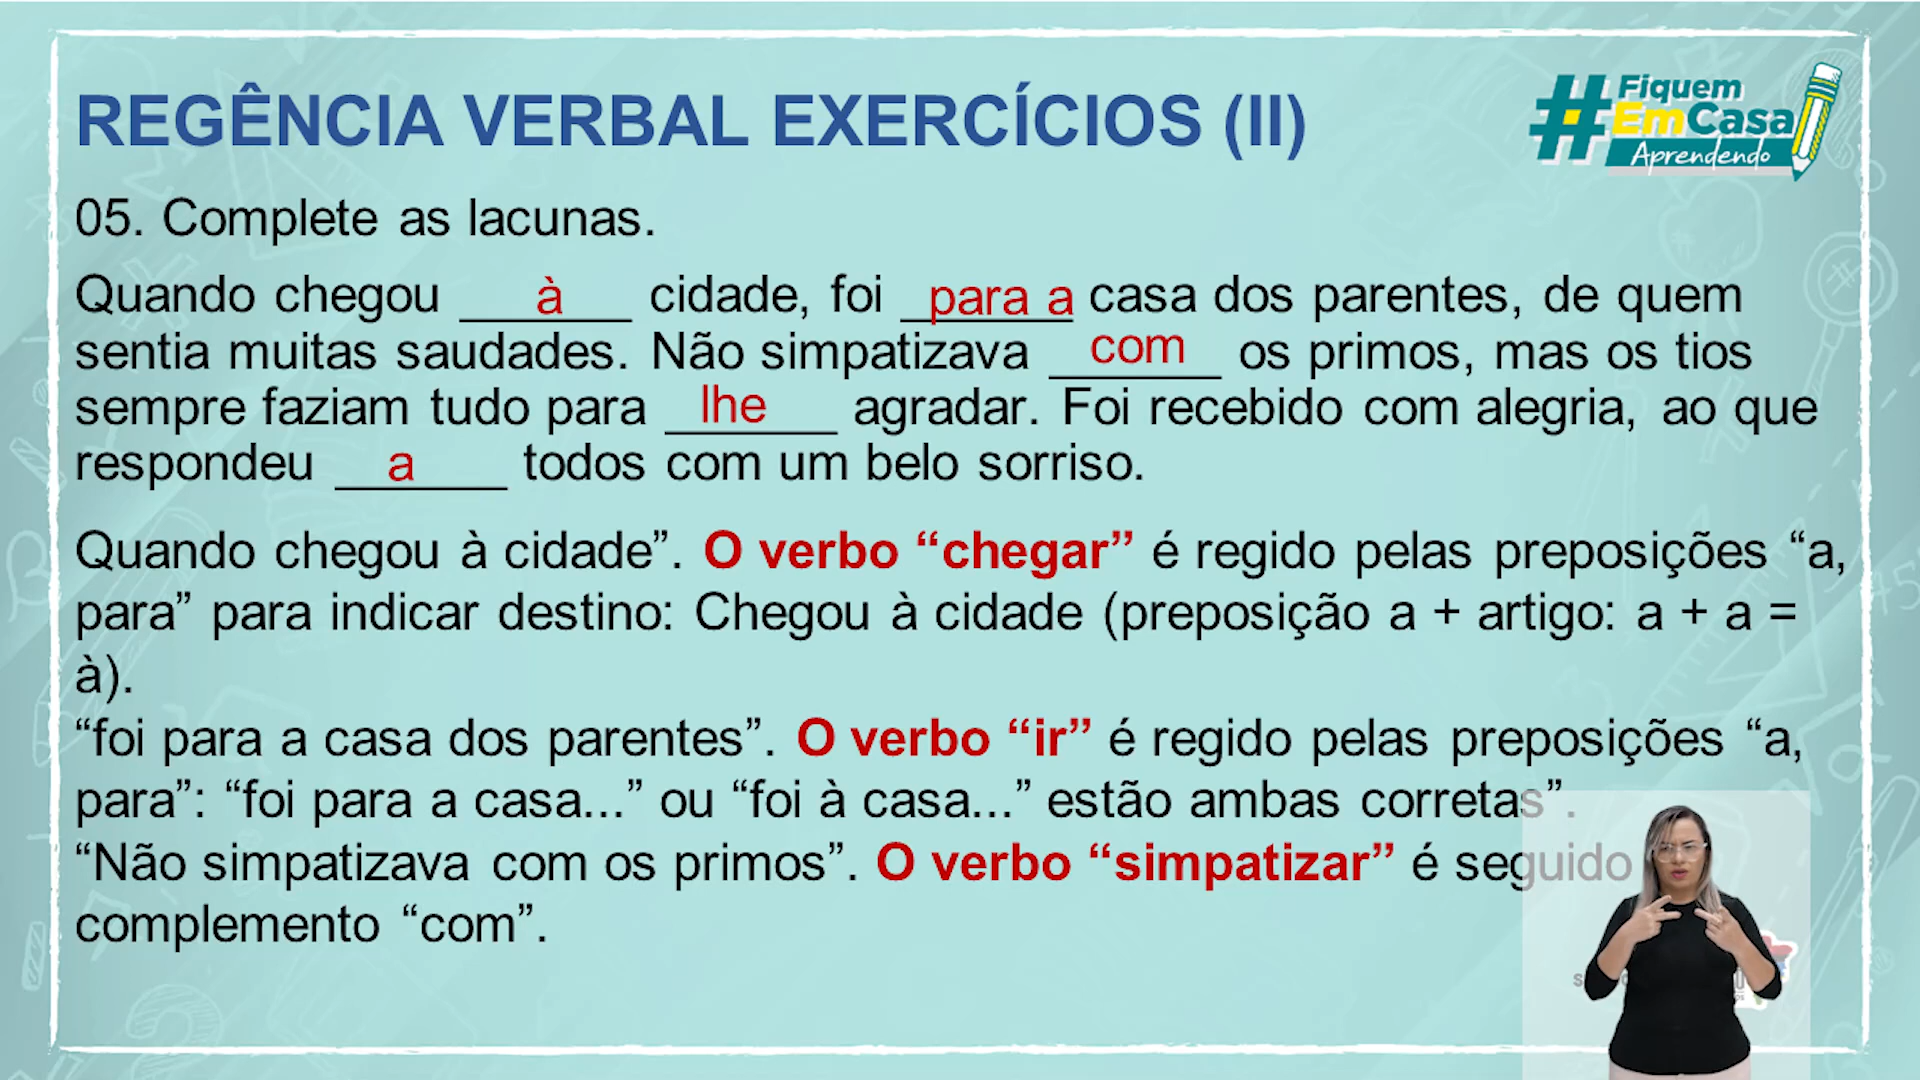 REGÊNCIA VERBAL EXERCÍCIOS (II)
#Fiquem
EmCasa
Aprendendo
05. Complete as lacunas.
Quando chegou ______ à cidade, foi para a casa dos parentes, de quem
sentia muitas saudades. Não simpatizava com os primos, mas os tios
sempre faziam tudo para lhe agradar. Foi recebido com alegria, ao que
respondeu a todos com um belo sorriso.
Quando chegou à cidade”. O verbo “chegar” é regido pelas preposições “a,
para” para indicar destino: Chegou à cidade (preposição a + artigo: a + a =
à).
“foi para a casa dos parentes”. O verbo “ir” é regido pelas preposições “a,
para”: “foi para a casa...” ou “foi à casa...” estão ambas corretas”.
“Não simpatizava com os primos”. O verbo “simpatizar” é seguido
complemento “com”.